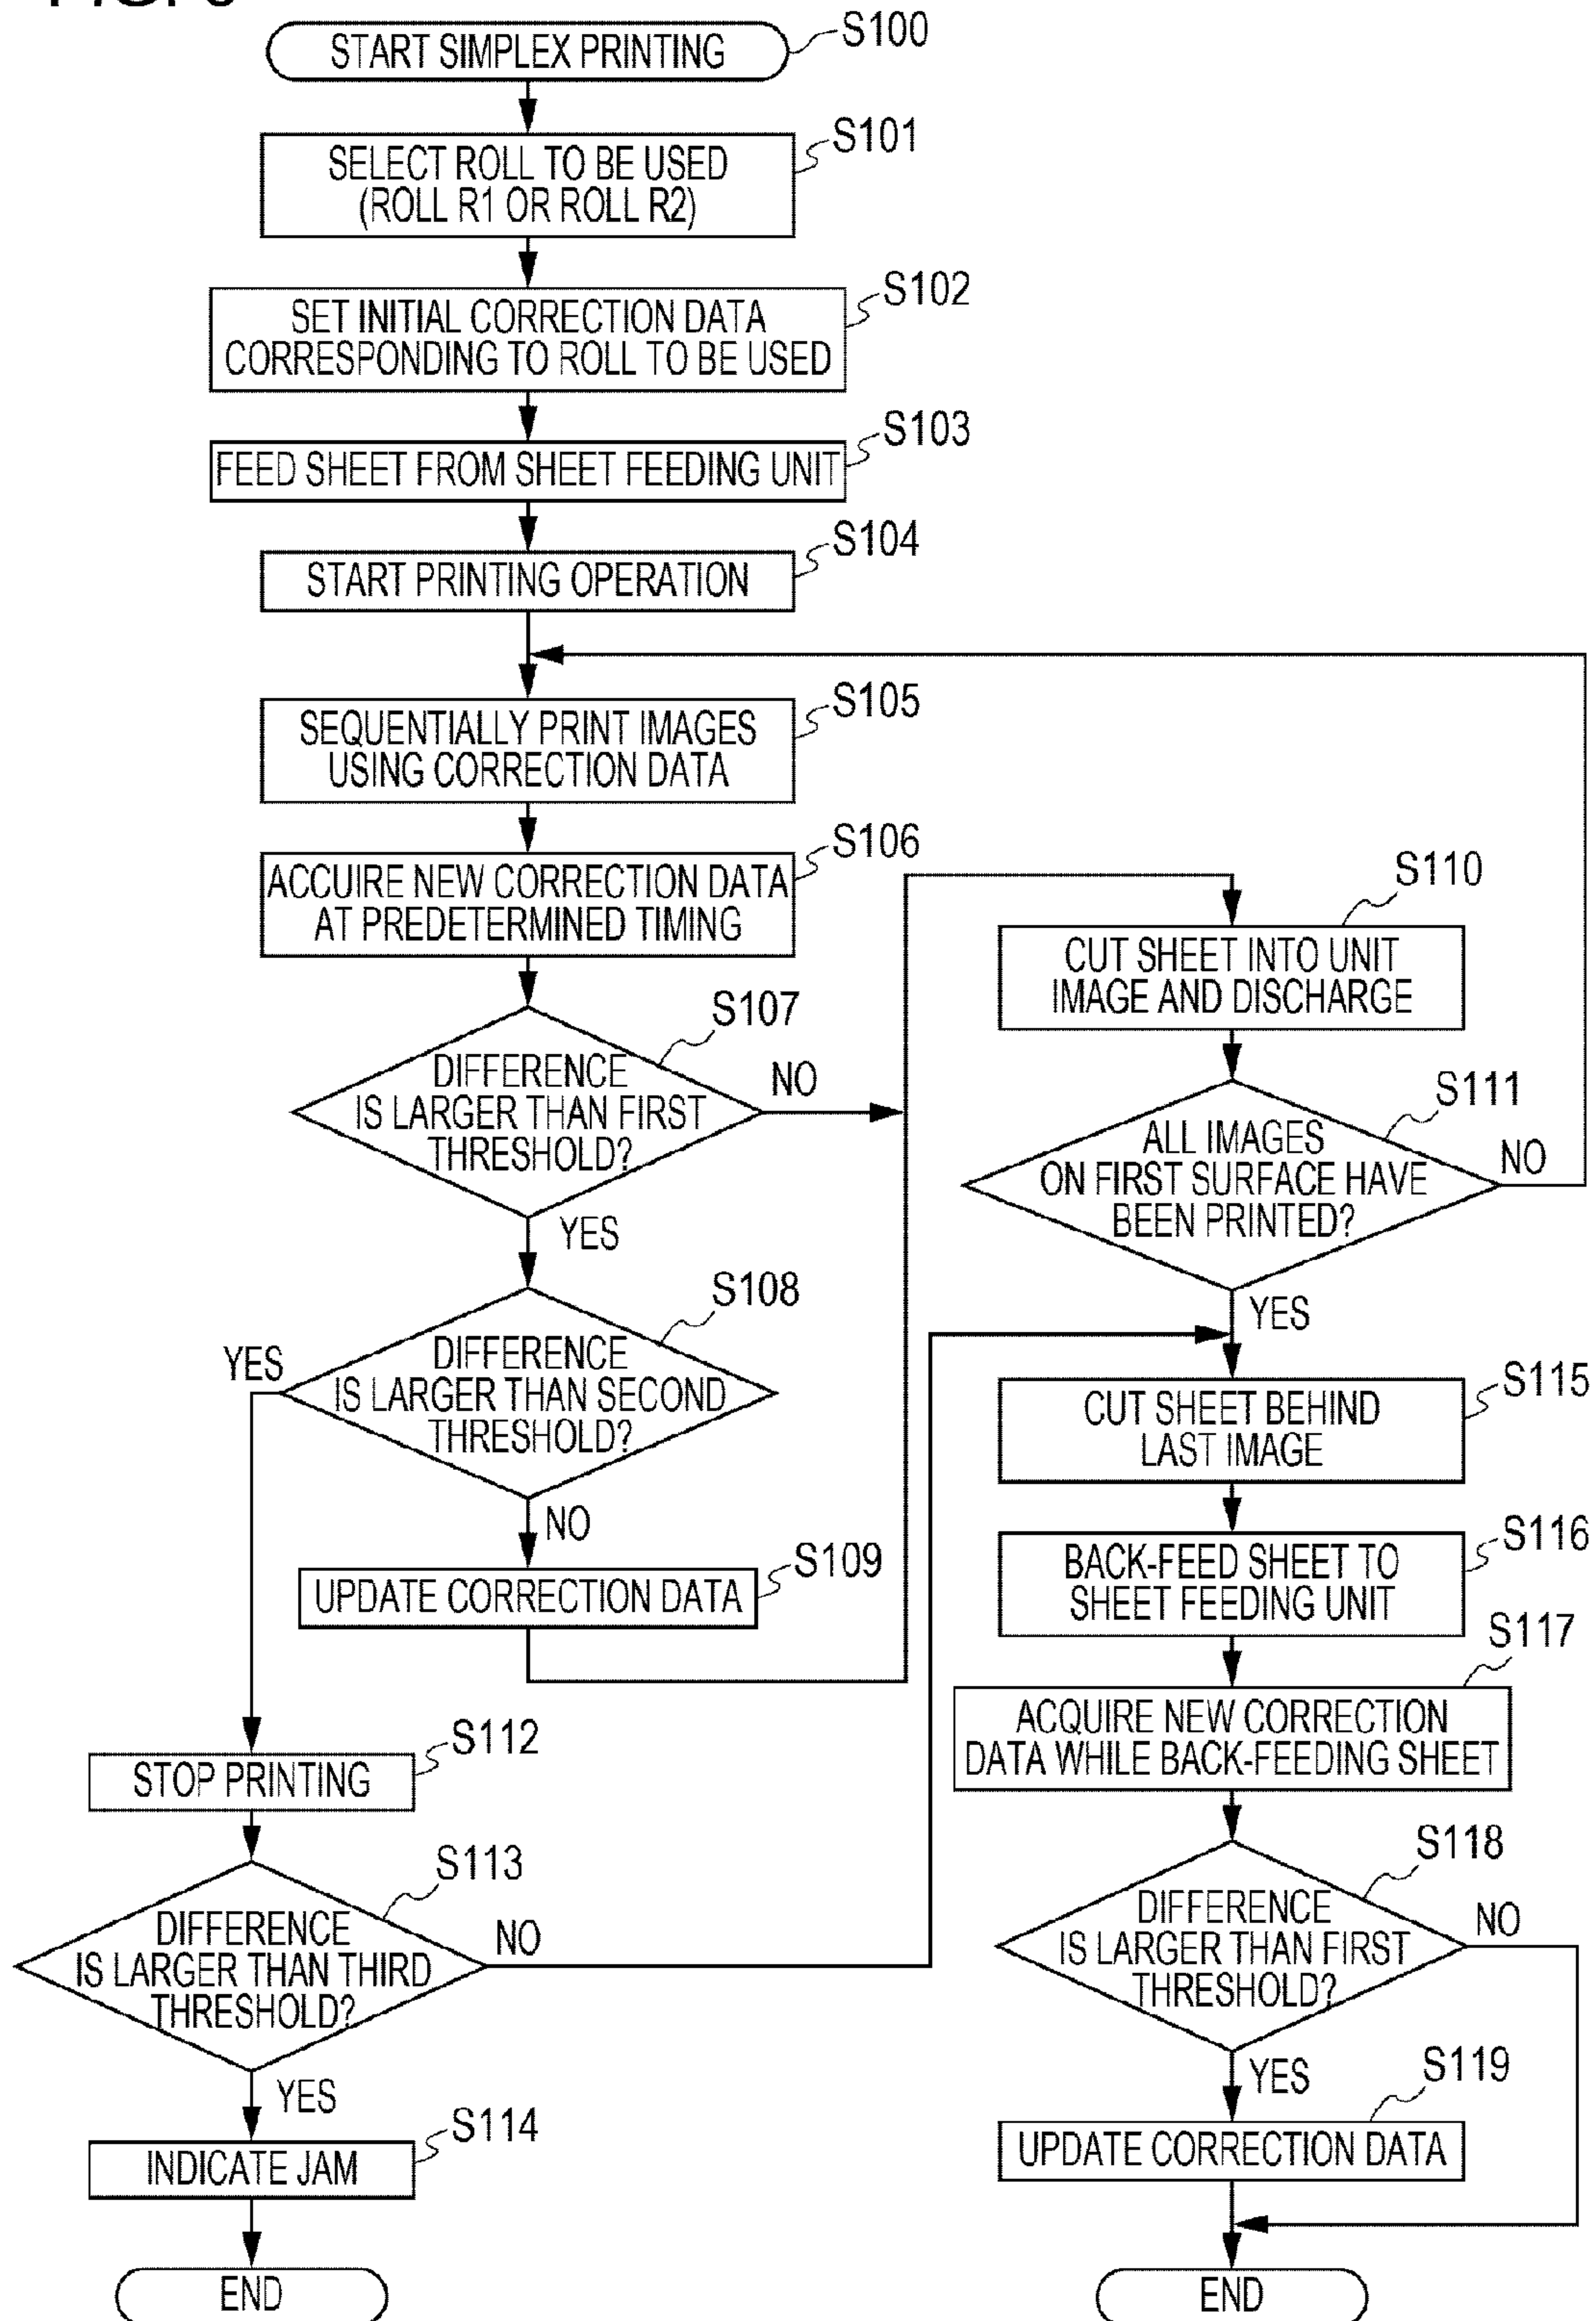 START SIMPLEX PRINTING
S100
SELECT ROLL TO BE USED
(ROLL R1 OR ROLL R2)
S101
SET INITIAL CORRECTION DATA
CORRESPONDING TO ROLL TO BE USED
S102
FEED SHEET FROM SHEET FEEDING UNIT
S103
START PRINTING OPERATION
S104
SEQUENTIALLY PRINT IMAGES
USING CORRECTION DATA
S105
ACCUIRE NEW CORRECTION DATA
AT PREDETERMINED TIMING
S106
DIFFERENCE
IS LARGER THAN FIRST
THRESHOLD?
S107
NO
YES
DIFFERENCE
IS LARGER THAN SECOND
THRESHOLD?
S108
YES
NO
UPDATE CORRECTION DATA
S109
CUT SHEET INTO UNIT
IMAGE AND DISCHARGE
S110
ALL IMAGES
ON FIRST SURFACE HAVE
BEEN PRINTED?
S111
NO
YES
STOP PRINTING
S112
DIFFERENCE
IS LARGER THAN THIRD
THRESHOLD?
S113
NO
YES
INDICATE JAM
S114
END
CUT SHEET BEHIND
LAST IMAGE
S115
BACK-FEED SHEET TO
SHEET FEEDING UNIT
S116
ACQUIRE NEW CORRECTION
DATA WHILE BACK-FEEDING SHEET
S117
DIFFERENCE
IS LARGER THAN FIRST
THRESHOLD?
S118
NO
YES
UPDATE CORRECTION DATA
S119
END